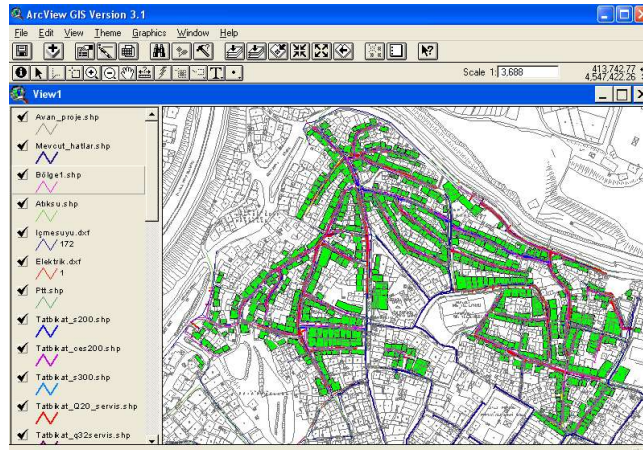 ArcView GIS Version 3.1
File Edit View Theme Graphics Window Help
Scale 1: 3,688
413,742.77
4,547,422.26
View1
Avan_proje.shp
Mevcut_hatlar.shp
Bölge1.shp
Atıksu.shp
Içmesuyu.dxf
172
Elektrik.dxf
1
Ptt.shp
Tatbikat_s200.shp
Tatbikat_ces200.shp
Tatbikat_s300.shp
Tatbikat_Q20_servis.shp
Tatbikat_q32servis.shp